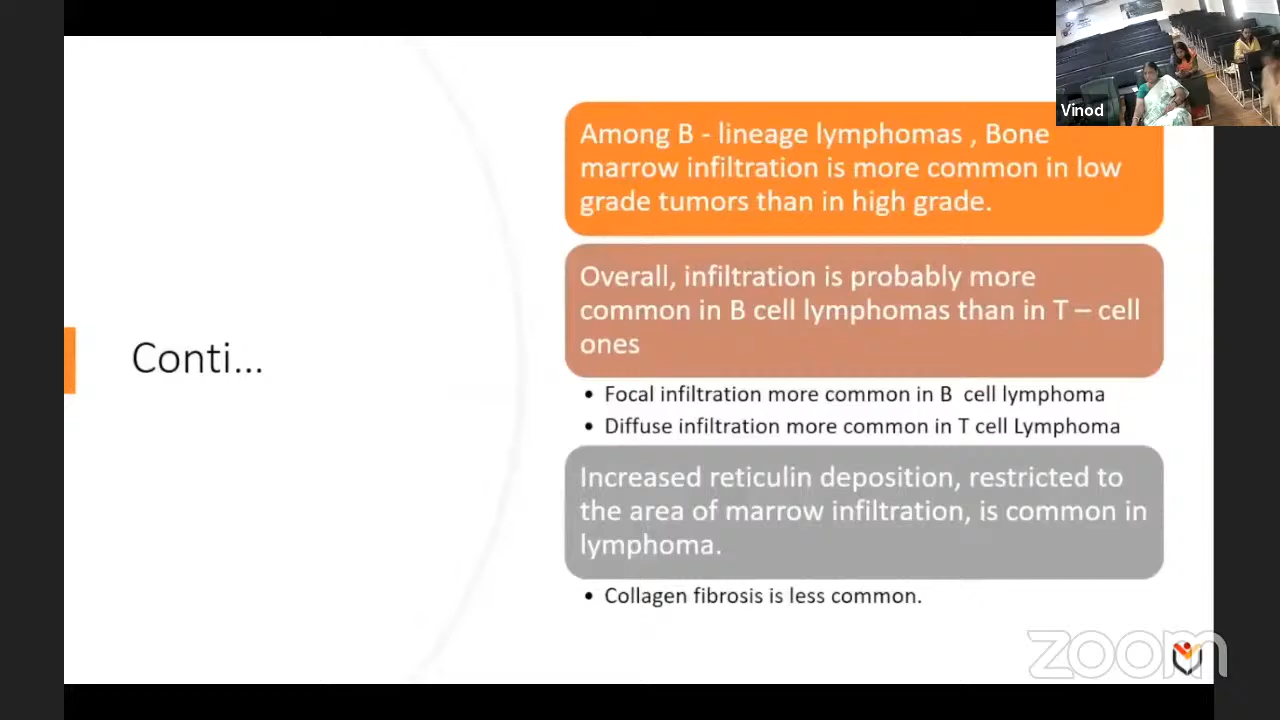 Vinod
Conti...
Among B - lineage lymphomas , Bone
marrow infiltration is more common in low
grade tumors than in high grade.
Overall, infiltration is probably more
common in B cell lymphomas than in T – cell
ones
• Focal infiltration more common in B cell lymphoma
• Diffuse infiltration more common in T cell Lymphoma
Increased reticulin deposition, restricted to
the area of marrow infiltration, is common in
lymphoma.
• Collagen fibrosis is less common.
zoom